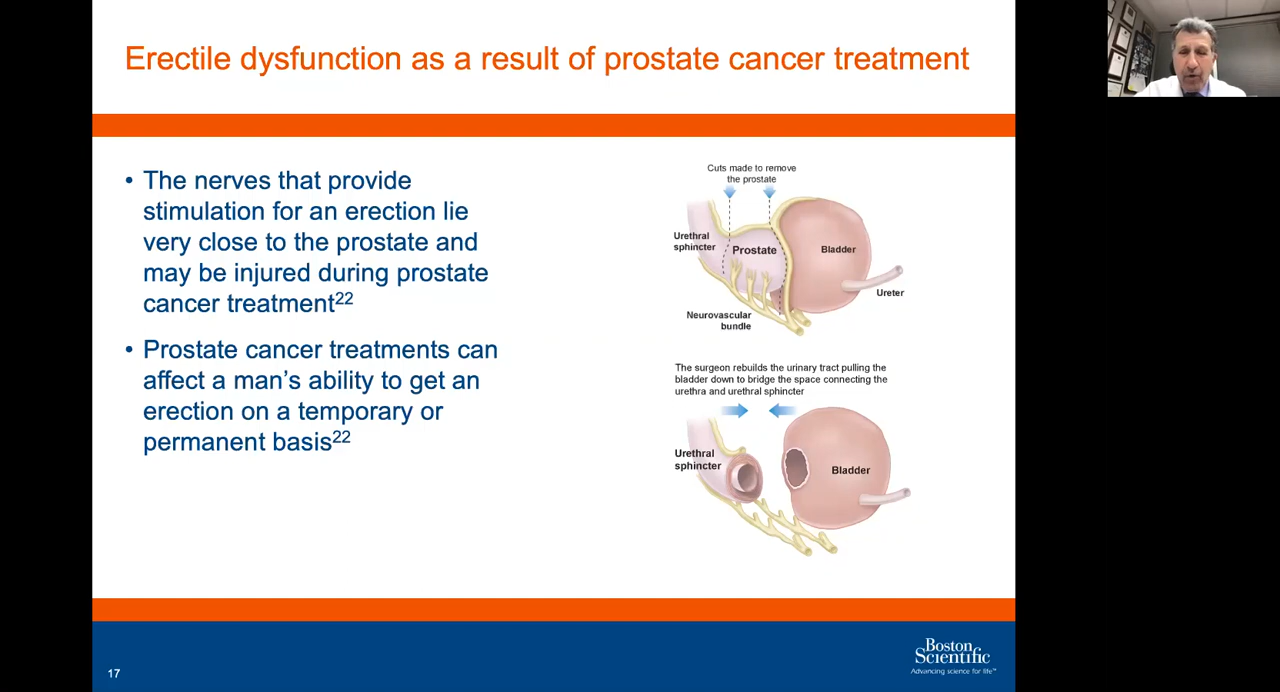 Erectile dysfunction as a result of prostate cancer treatment
• The nerves that provide
stimulation for an erection lie
very close to the prostate and
may be injured during prostate
cancer treatment22
• Prostate cancer treatments can
affect a man's ability to get an
erection on a temporary or
permanent basis22
Cuts made to remove
the prostate
Urethral
sphincter
Prostate
Bladder
Ureter
Neurovascular
bundle
The surgeon rebuilds the urinary tract pulling the
bladder down to bridge the space connecting the
urethra and urethral sphincter
Urethral
sphincter
Bladder
17
Boston
Scientific
Advancing science for life™